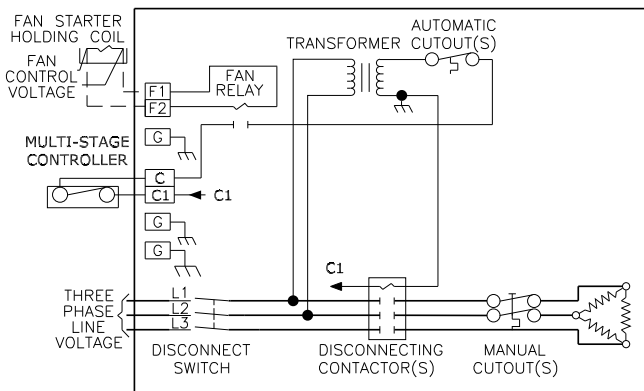 FAN STARTER
HOLDING COIL
FAN
CONTROL
VOLTAGE
AUTOMATIC
CUTOUT(S)
TRANSFORMER
FAN
RELAY
F1
F2
G
MULTI-STAGE
CONTROLLER
C
C1
C1
G
G
C1
THREE
PHASE
LINE
VOLTAGE
L1
L2
L3
DISCONNECT
SWITCH
DISCONNECTING
CONTACTOR(S)
MANUAL
CUTOUT(S)